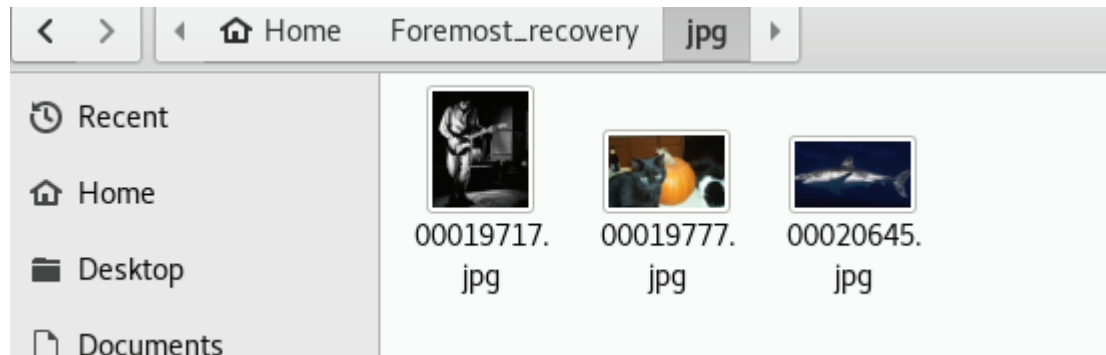 Home Foremost_recovery jpg
Recent
Home
Desktop
Documents
00019717. 00019777. 00020645.
jpg jpg jpg